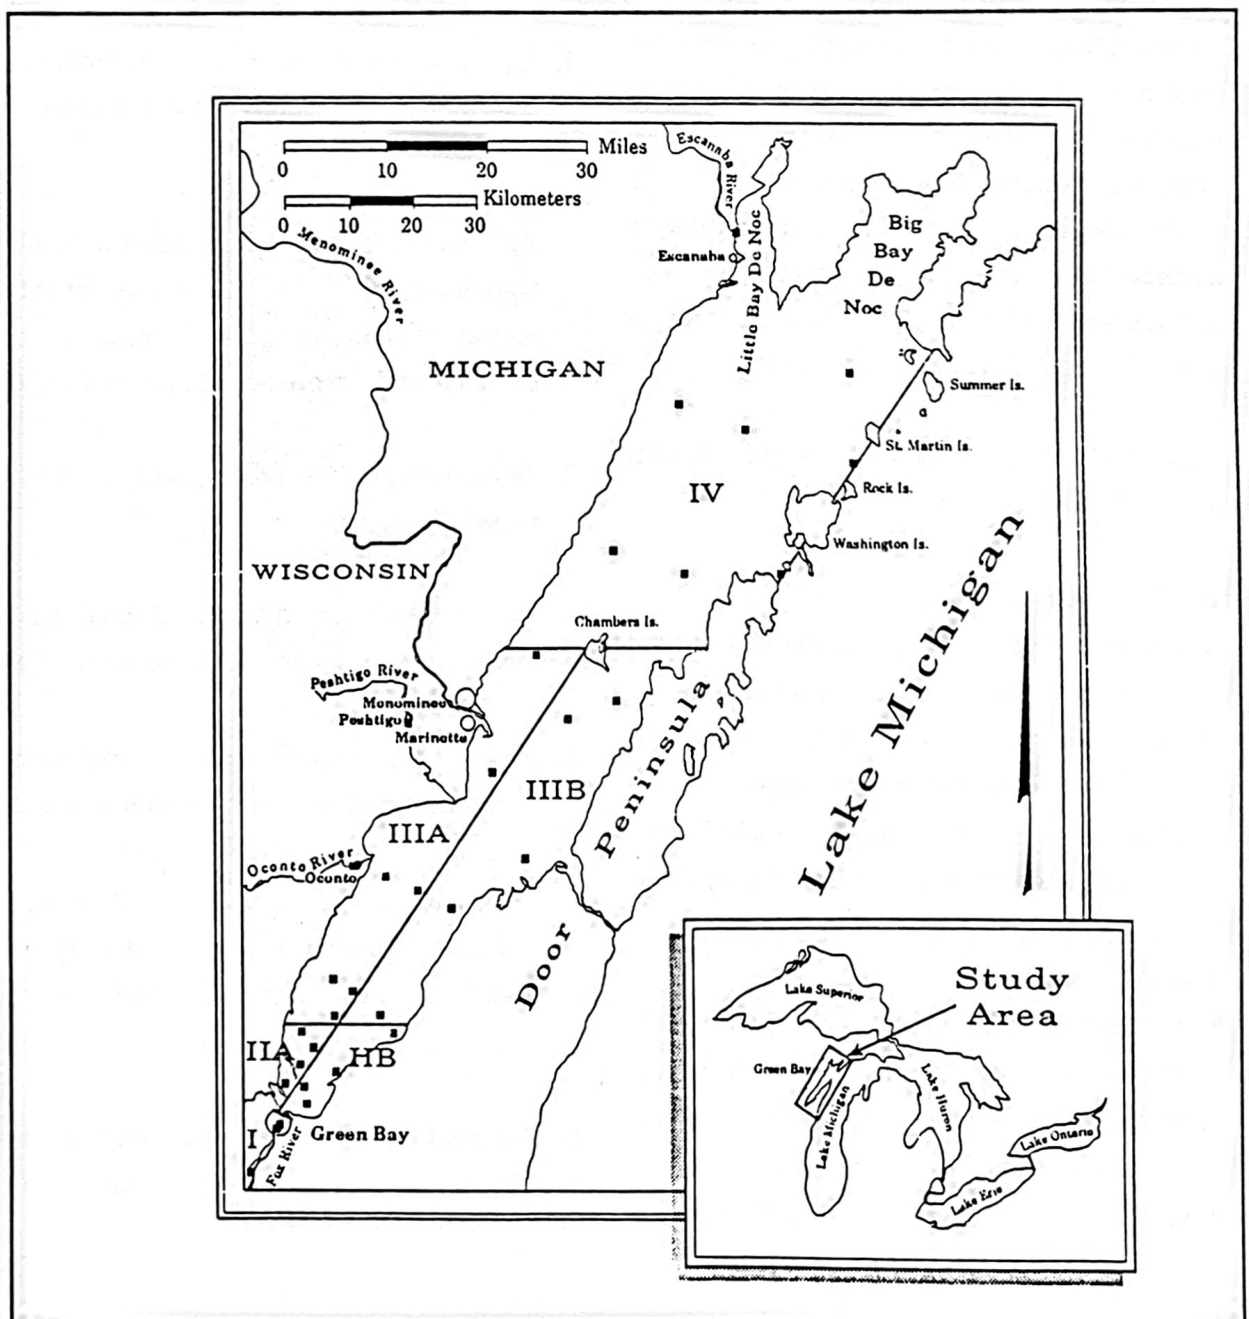 Miles
0 10 20 30
Kilometers
0 10 20 30
Escanaba River
Menominee River
Escanaba
Little Bay De Noc
Big
Bay
De
Noc
MICHIGAN
Summer Is.
St. Martin Is.
Rock Is.
IV
Washington Is.
WISCONSIN
Chambers Is.
Peshtigo River
Menominee
Peshtigo
Marinette
Lake Michigan
IIIB
IIIA
Door Peninsula
Oconto River
Oconto
IIA
IIB
I
Green Bay
Fox River
Study
Area
Lake Superior
Green Bay
Lake Michigan
Lake Huron
Lake Ontario
Lake Erie